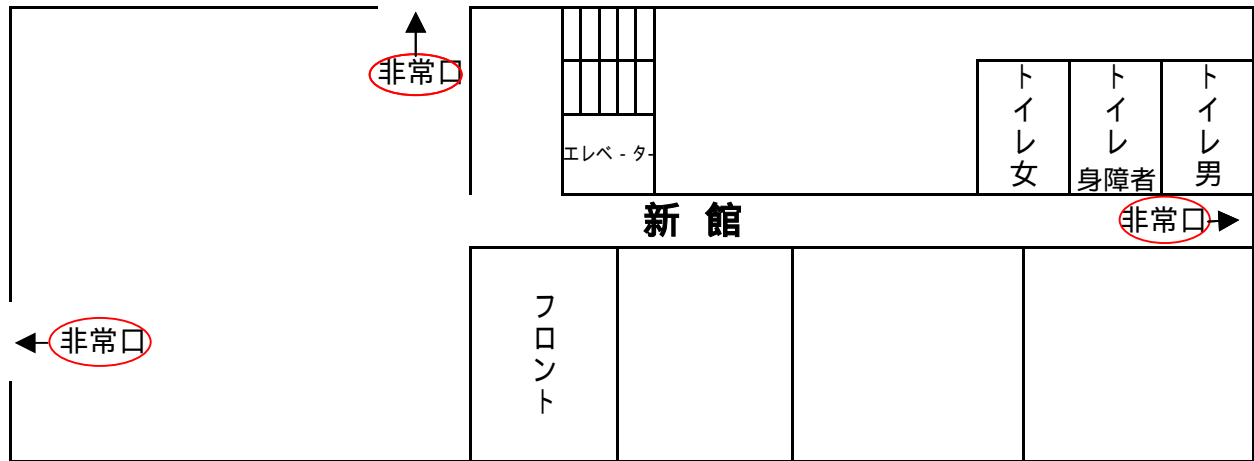 非常口
エレベ - タ-
トイレ女
トイレ身障者
トイレ男
新 館
非常口
非常口
フロント